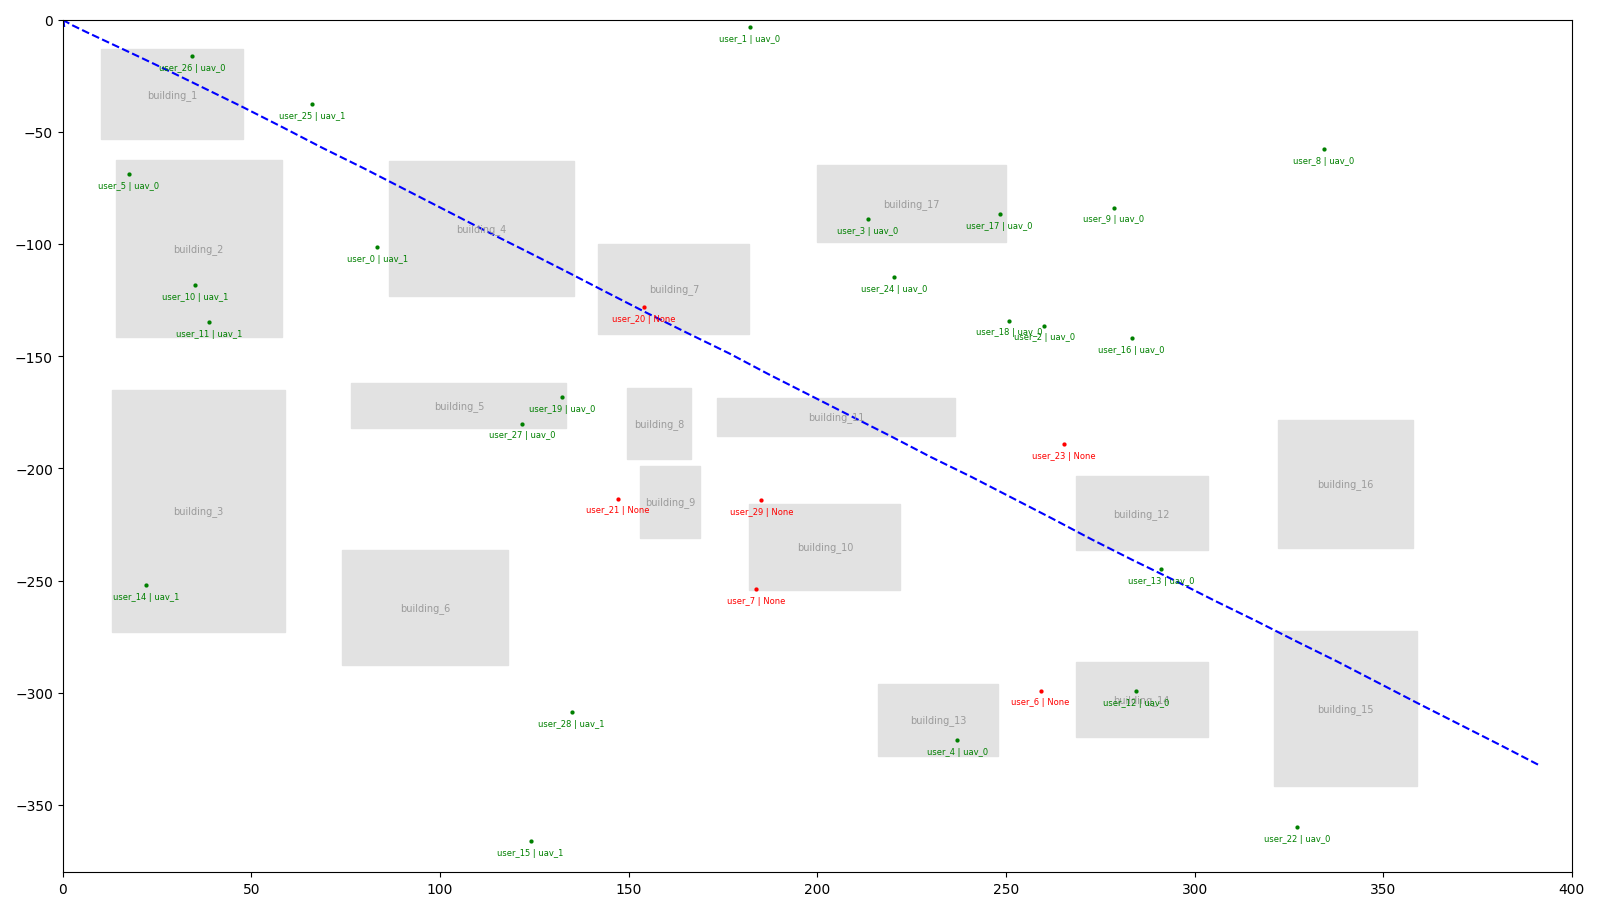 0
user_1 | uav_0
user_26 | uav_0
building_1
user_25 | uav_1
−50
user_8 | uav_0
user_5 | uav_0
building_17
user_9 | uav_0
user_17 | uav_0
user_3 | uav_0
building_4
−100
building_2
user_0 | uav_1
building_7
user_24 | uav_0
user_10 | uav_1
user_20 | None
user_11 | uav_1
user_18 | uav_0
user_2 | uav_0
user_16 | uav_0
−150
building_5
user_19 | uav_0
building_11
building_8
user_27 | uav_0
user_23 | None
−200
building_16
building_9
building_3
user_21 | None
user_29 | None
building_12
building_10
−250
user_13 | uav_0
user_14 | uav_1
user_7 | None
building_6
−300
user_6 | None
building_14
user_12 | uav_0
building_15
building_13
user_28 | uav_1
user_4 | uav_0
−350
user_22 | uav_0
user_15 | uav_1
0
50
100
150
200
250
300
350
400